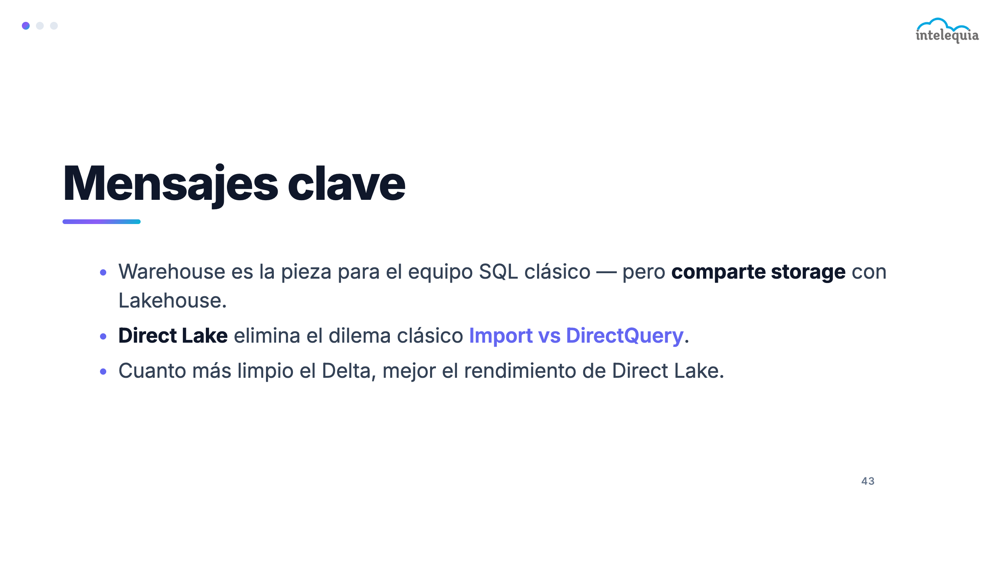 intelequia
Mensajes clave
• Warehouse es la pieza para el equipo SQL clásico — pero comparte storage con
Lakehouse.
• Direct Lake elimina el dilema clásico Import vs DirectQuery.
• Cuanto más limpio el Delta, mejor el rendimiento de Direct Lake.
43